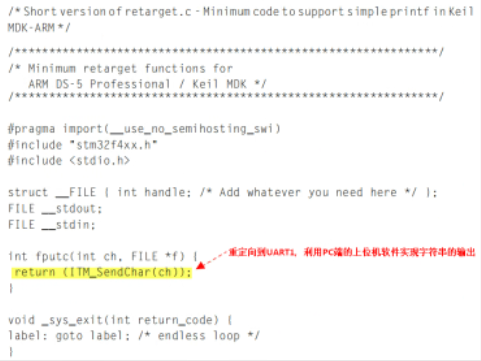 /* Short version of retarget.c - Minimum code to support simple printf in Keil
MDK-ARM */
/**************************************************************/
/* Minimum retarget functions for
ARM DS-5 Professional / Keil MDK */
/**************************************************************/
#pragma import(__use_no_semihosting_swi)
#include "stm32f4xx.h"
#include <stdio.h>
struct __FILE { int handle; /* Add whatever you need here */ };
FILE __stdout;
FILE __stdin;
int fputc(int ch, FILE *f) {
重定向到UART1，利用PC端的上位机软件实现字符串的输出
return (ITM_SendChar(ch));
}
void _sys_exit(int return_code) {
label: goto label; /* endless loop */
}